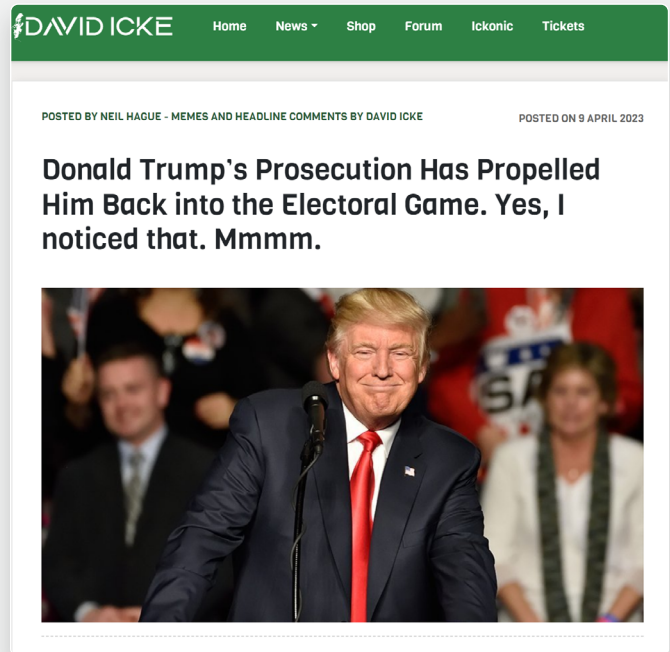 DAVID ICKE
Home News Shop Forum Ickonic Tickets
POSTED BY NEIL HAGUE - MEMES AND HEADLINE COMMENTS BY DAVID ICKE
POSTED ON 9 APRIL 2023
Donald Trump's Prosecution Has Propelled
Him Back into the Electoral Game. Yes, I
noticed that. Mmmm.
SA